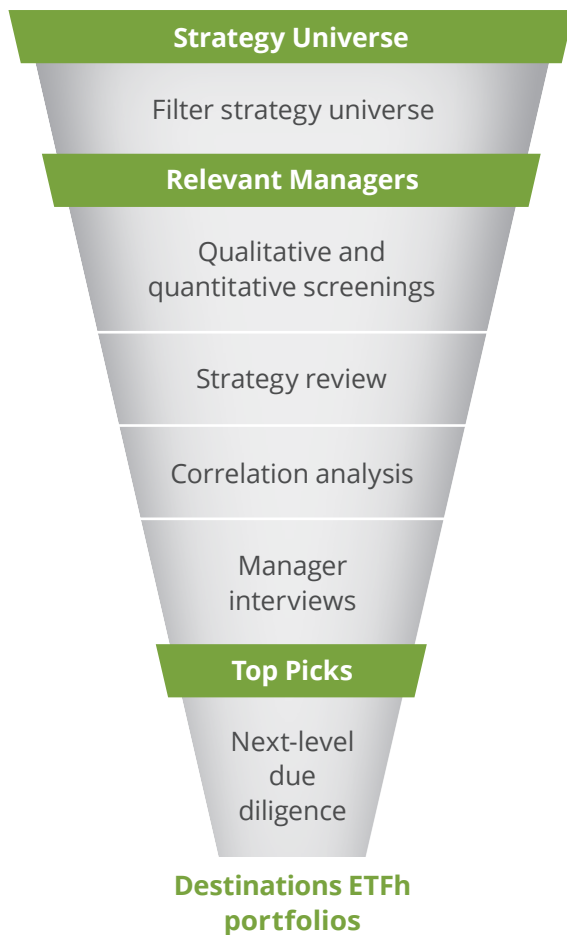 Strategy Universe
Filter strategy universe
Relevant Managers
Qualitative and
quantitative screenings
Strategy review
Correlation analysis
Manager
interviews
Top Picks
Next-level
due
diligence
Destinations ETFh
portfolios